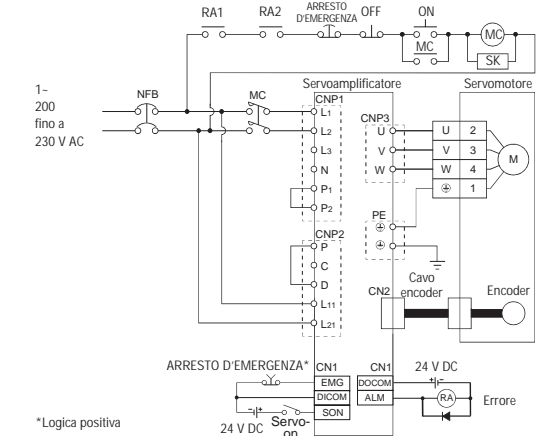 RA1
RA2
ARRESTO
D'EMERGENZA
OFF
ON
MC
MC
SK
1~
200
fino a
230 V AC
NFB
MC
Servoamplificatore
Servomotore
CNP1
L1
L2
L3
N
P1
P2
CNP3
U
V
W
U 2
V 3
W 4
1
M
PE
CNP2
P
C
D
L11
L21
CN2
Cavo
encoder
Encoder
ARRESTO D'EMERGENZA*
CN1
CN1
24 V DC
EMG
DICOM
SON
DOCOM
ALM
RA
Errore
24 V DC
Servo-
on
*Logica positiva